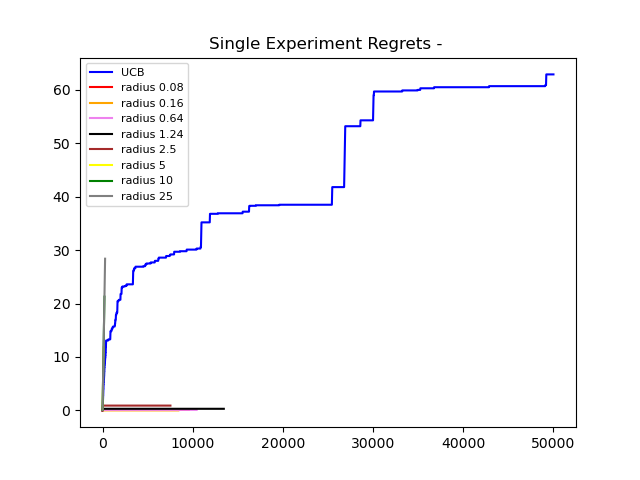 Single Experiment Regrets -
UCB
radius 0.08
radius 0.16
radius 0.64
radius 1.24
radius 2.5
radius 5
radius 10
radius 25
60
50
40
30
20
10
0
0 10000 20000 30000 40000 50000